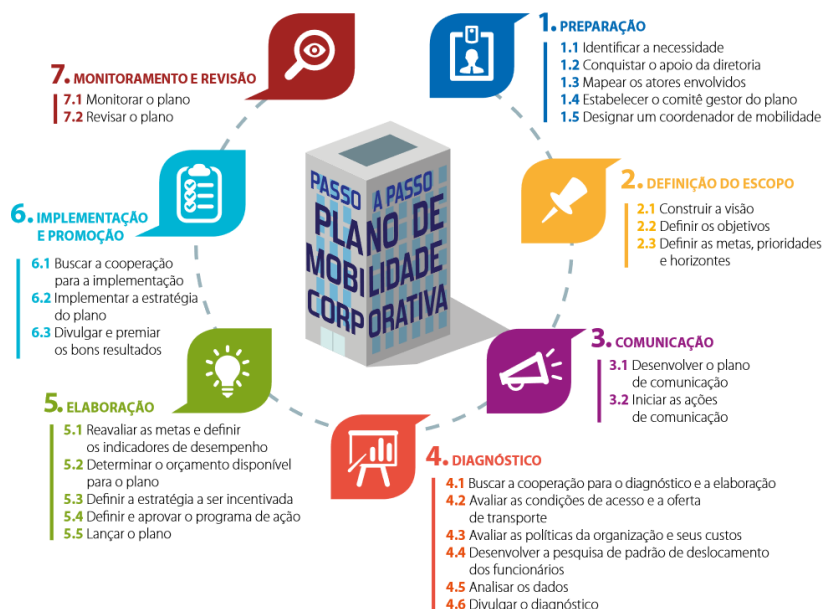 PASSO A PASSO
PLANO DE
MOBILIDADE
CORPORATIVA
1. PREPARAÇÃO
1.1 Identificar a necessidade
1.2 Conquistar o apoio da diretoria
1.3 Mapear os atores envolvidos
1.4 Estabelecer o comitê gestor do plano
1.5 Designar um coordenador de mobilidade
2. DEFINIÇÃO DO ESCOPO
2.1 Construir a visão
2.2 Definir os objetivos
2.3 Definir as metas, prioridades
e horizontes
3. COMUNICAÇÃO
3.1 Desenvolver o plano
de comunicação
3.2 Iniciar as ações
de comunicação
4. DIAGNÓSTICO
4.1 Buscar a cooperação para o diagnóstico e a elaboração
4.2 Avaliar as condições de acesso e a oferta
de transporte
4.3 Avaliar as políticas da organização e seus custos
4.4 Desenvolver a pesquisa de padrão de deslocamento
dos funcionários
4.5 Analisar os dados
4.6 Divulgar o diagnóstico
5. ELABORAÇÃO
5.1 Reavaliar as metas e definir
os indicadores de desempenho
5.2 Determinar o orçamento disponível
para o plano
5.3 Definir a estratégia a ser incentivada
5.4 Definir e aprovar o programa de ação
5.5 Lançar o plano
6. IMPLEMENTAÇÃO
E PROMOÇÃO
6.1 Buscar a cooperação
para a implementação
6.2 Implementar a estratégia
do plano
6.3 Divulgar e premiar
os bons resultados
7. MONITORAMENTO E REVISÃO
7.1 Monitorar o plano
7.2 Revisar o plano